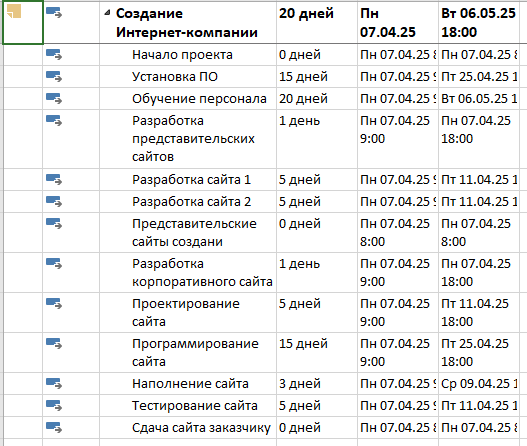 Создание 20 дней Пн Вт 06.05.25
Интернет-компании 07.04.25 18:00
Начало проекта 0 дней Пн 07.04.25 8 Пн 07.04.25 8
Установка ПО 15 дней Пн 07.04.25 9 Пт 25.04.25 1
Обучение персонала 20 дней Пн 07.04.25 9 Вт 06.05.25 1
Разработка 1 день Пн 07.04.25 Пн 07.04.25
представительских 9:00 18:00
сайтов
Разработка сайта 1 5 дней Пн 07.04.25 9 Пт 11.04.25 1
Разработка сайта 2 5 дней Пн 07.04.25 9 Пт 11.04.25 1
Представительские 0 дней Пн 07.04.25 Пн 07.04.25
сайты создани 8:00 8:00
Разработка 1 день Пн 07.04.25 Пн 07.04.25
корпоративного сайта 9:00 18:00
Проектирование 5 дней Пн 07.04.25 Пт 11.04.25
сайта 9:00 18:00
Программирование 15 дней Пн 07.04.25 Пт 25.04.25
сайта 9:00 18:00
Наполнение сайта 3 дней Пн 07.04.25 9 Ср 09.04.25 1
Тестирование сайта 5 дней Пн 07.04.25 9 Пт 11.04.25 1
Сдача сайта заказчику 0 дней Пн 07.04.25 8 Пн 07.04.25 8